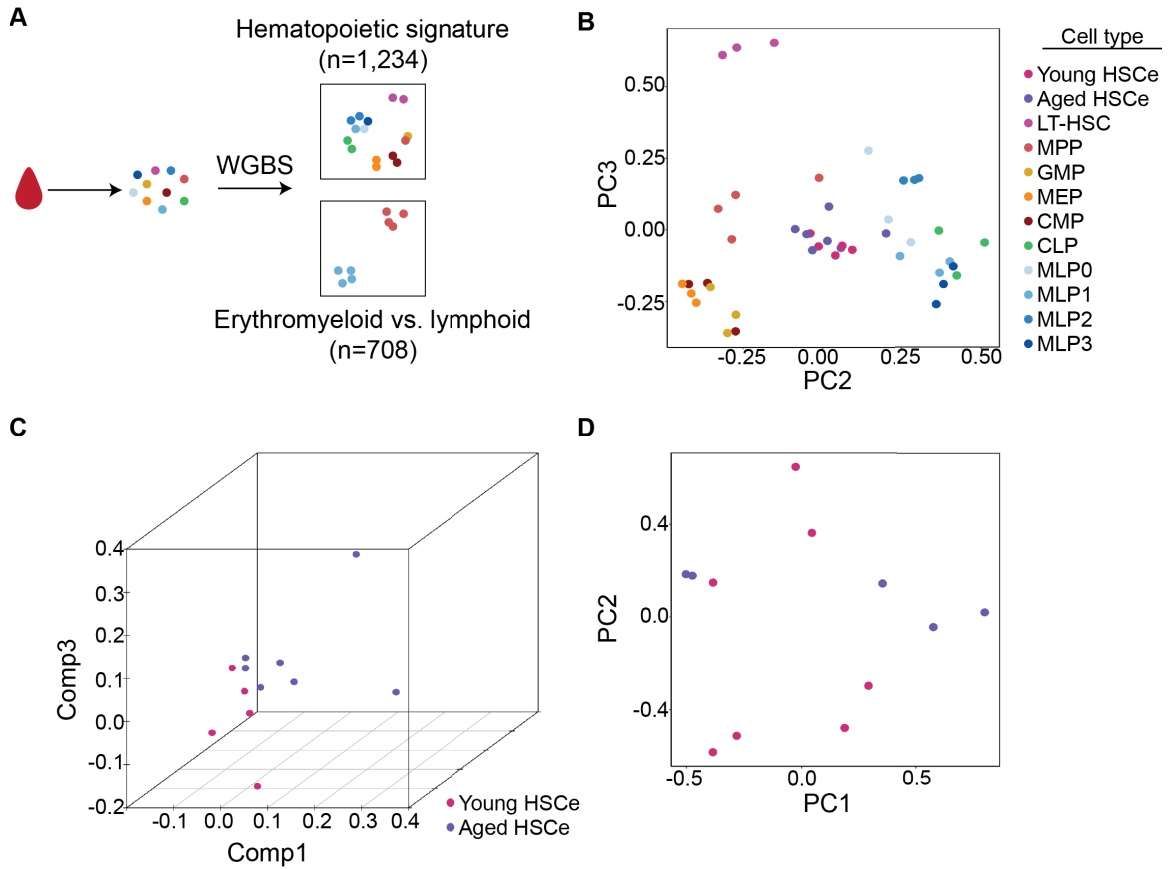 A
Hematopoietic signature
(n=1,234)
WGBS
Erythromyeloid vs. lymphoid
(n=708)
B
PC3
0.50
0.25
0.00
-0.25
-0.25 0.00 0.25 0.50
PC2
Cell type
Young HSCe
Aged HSCe
LT-HSC
MPP
GMP
MEP
CMP
CLP
MLP0
MLP1
MLP2
MLP3
C
Comp3
0.4
0.3
0.2
0.1
0.0
-0.1
-0.2
-0.1 0.0 0.1 0.2 0.3 0.4
Comp1
Young HSCe
Aged HSCe
D
PC2
0.4
0.0
-0.4
-0.5 0.0 0.5
PC1